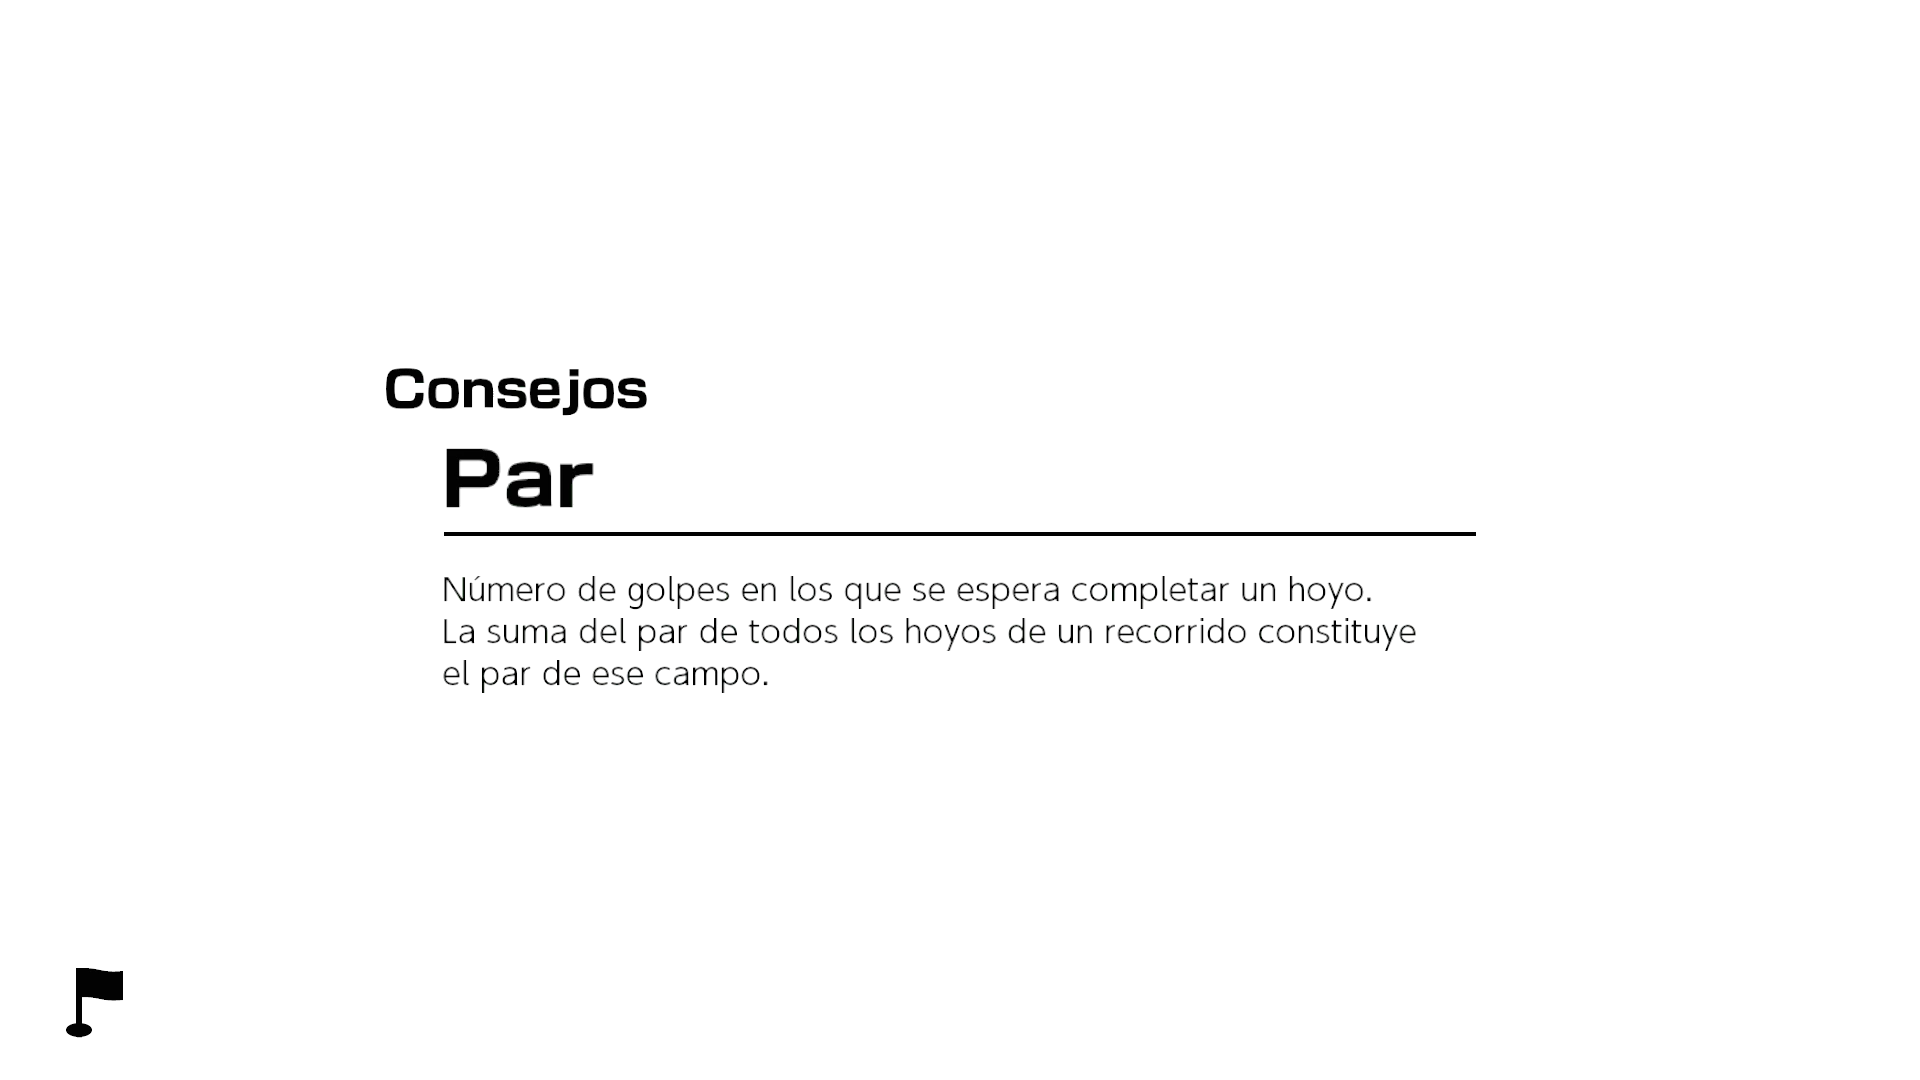 Consejos
Par
Número de golpes en los que se espera completar un hoyo.
La suma del par de todos los hoyos de un recorrido constituye
el par de ese campo.